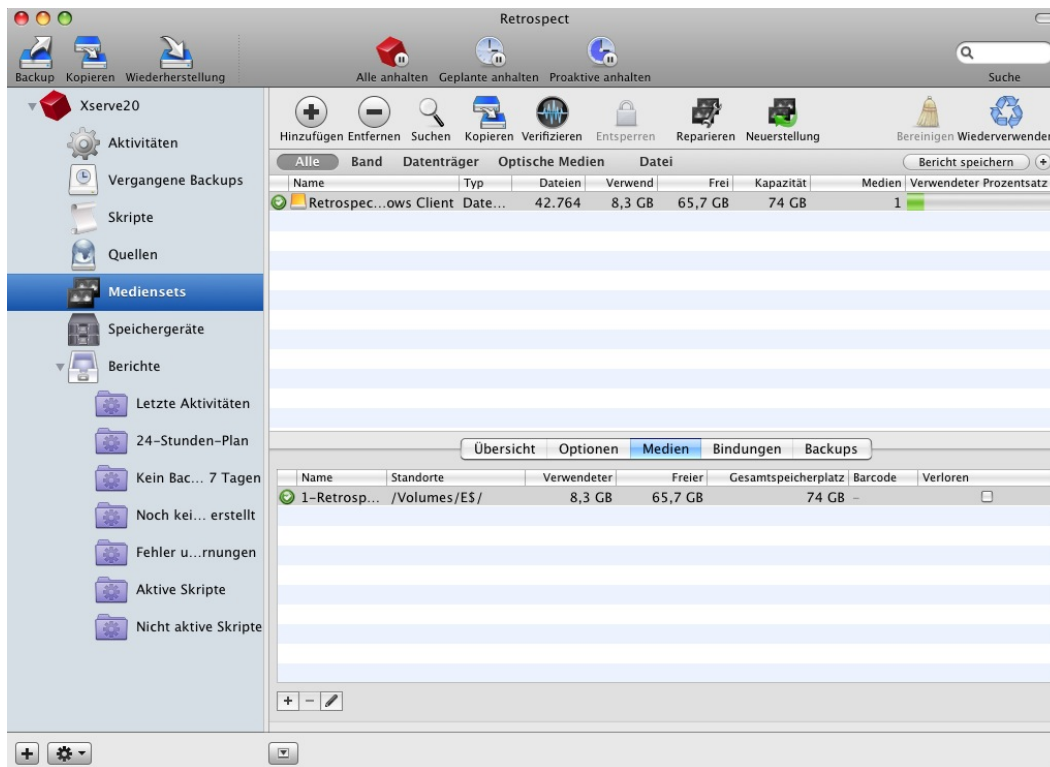 Retrospect
Backup Kopieren Wiederherstellung
Alle anhalten Geplante anhalten Proaktive anhalten
Suche
Xserve20
Aktivitäten
Vergangene Backups
Skripte
Quellen
Mediensets
Speichergeräte
Berichte
Letzte Aktivitäten
24-Stunden-Plan
Kein Bac... 7 Tagen
Noch kei... erstellt
Fehler u...rnungen
Aktive Skripte
Nicht aktive Skripte
Hinzufügen Entfernen Suchen Kopieren Verifizieren Entsperren Reparieren Neuerstellung Bereinigen Wiederverwenden
Alle Band Datenträger Optische Medien Datei Bericht speichern
Name Typ Dateien Verwend Frei Kapazität Medien Verwendeter Prozentsatz
Retrospec...ows Client Date... 42.764 8,3 GB 65,7 GB 74 GB 1
Übersicht Optionen Medien Bindungen Backups
Name Standorte Verwendeter Freier Gesamtspeicherplatz Barcode Verloren
1-Retrosp... /Volumes/E$/ 8,3 GB 65,7 GB 74 GB –